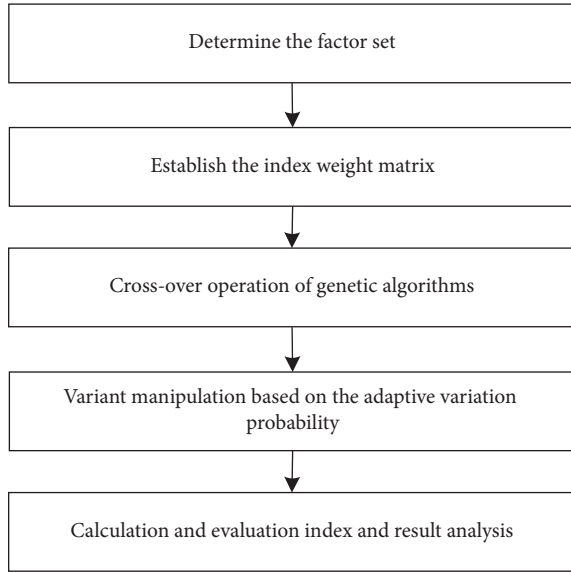 Determine the factor set
Establish the index weight matrix
Cross-over operation of genetic algorithms
Variant manipulation based on the adaptive variation
probability
Calculation and evaluation index and result analysis